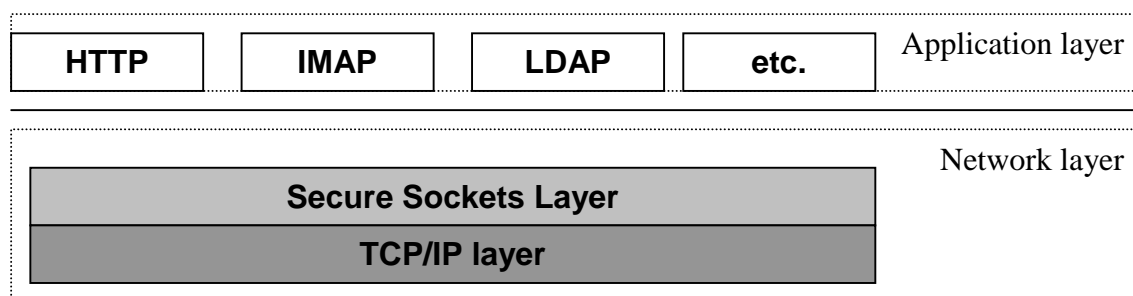 HTTP IMAP LDAP etc. Application layer
Network layer
Secure Sockets Layer
TCP/IP layer